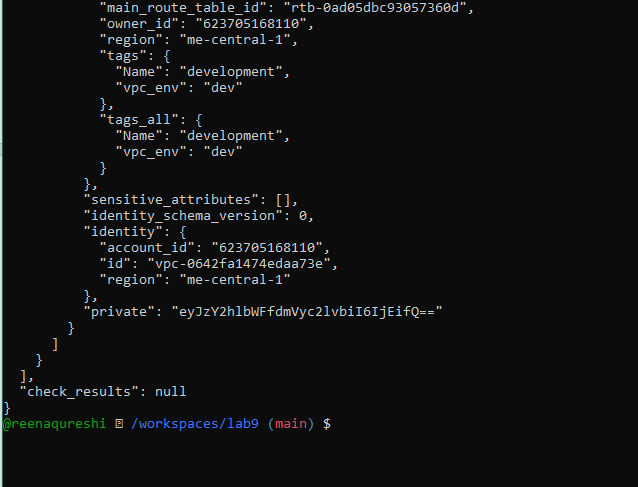 "main_route_table_id": "rtb-0ad05dbc93057360d",
"owner_id": "623705168110",
"region": "me-central-1",
"tags": {
"Name": "development",
"vpc_env": "dev"
},
"tags_all": {
"Name": "development",
"vpc_env": "dev"
}
},
"sensitive_attributes": [],
"identity_schema_version": 0,
"identity": {
"account_id": "623705168110",
"id": "vpc-0642fa1474edaa73e",
"region": "me-central-1"
},
"private": "eyJzY2hlbWFfdmVyc2lvbiI6IjEifQ=="
}
]
}
],
"check_results": null
}
@reenaqureshi /workspaces/lab9 (main) $